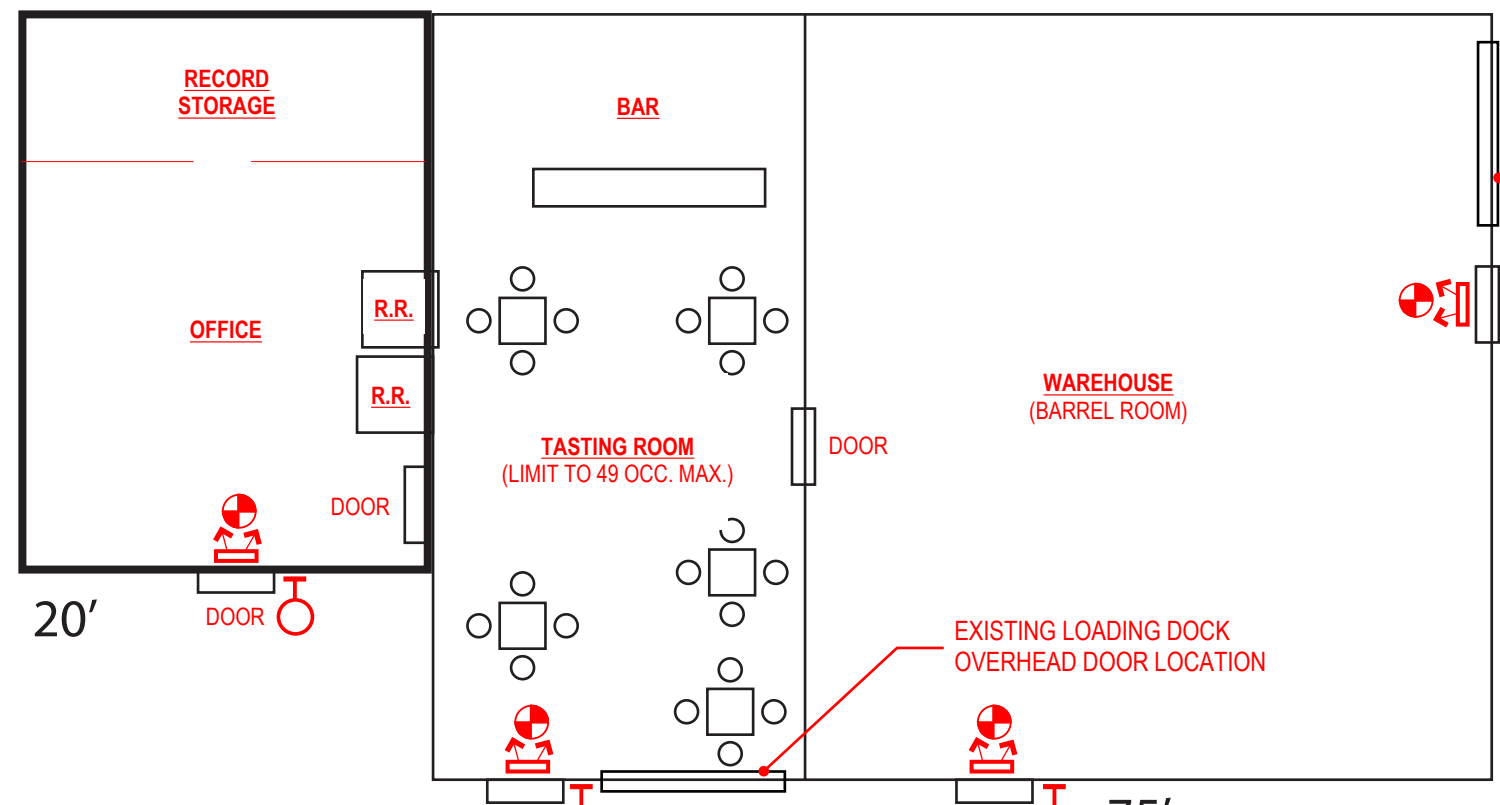 RECORD
STORAGE
BAR
R.R.
OFFICE
R.R.
WAREHOUSE
(BARREL ROOM)
TASTING ROOM
(LIMIT TO 49 OCC. MAX.)
DOOR
DOOR
20'
DOOR
EXISTING LOADING DOCK
OVERHEAD DOOR LOCATION
75'